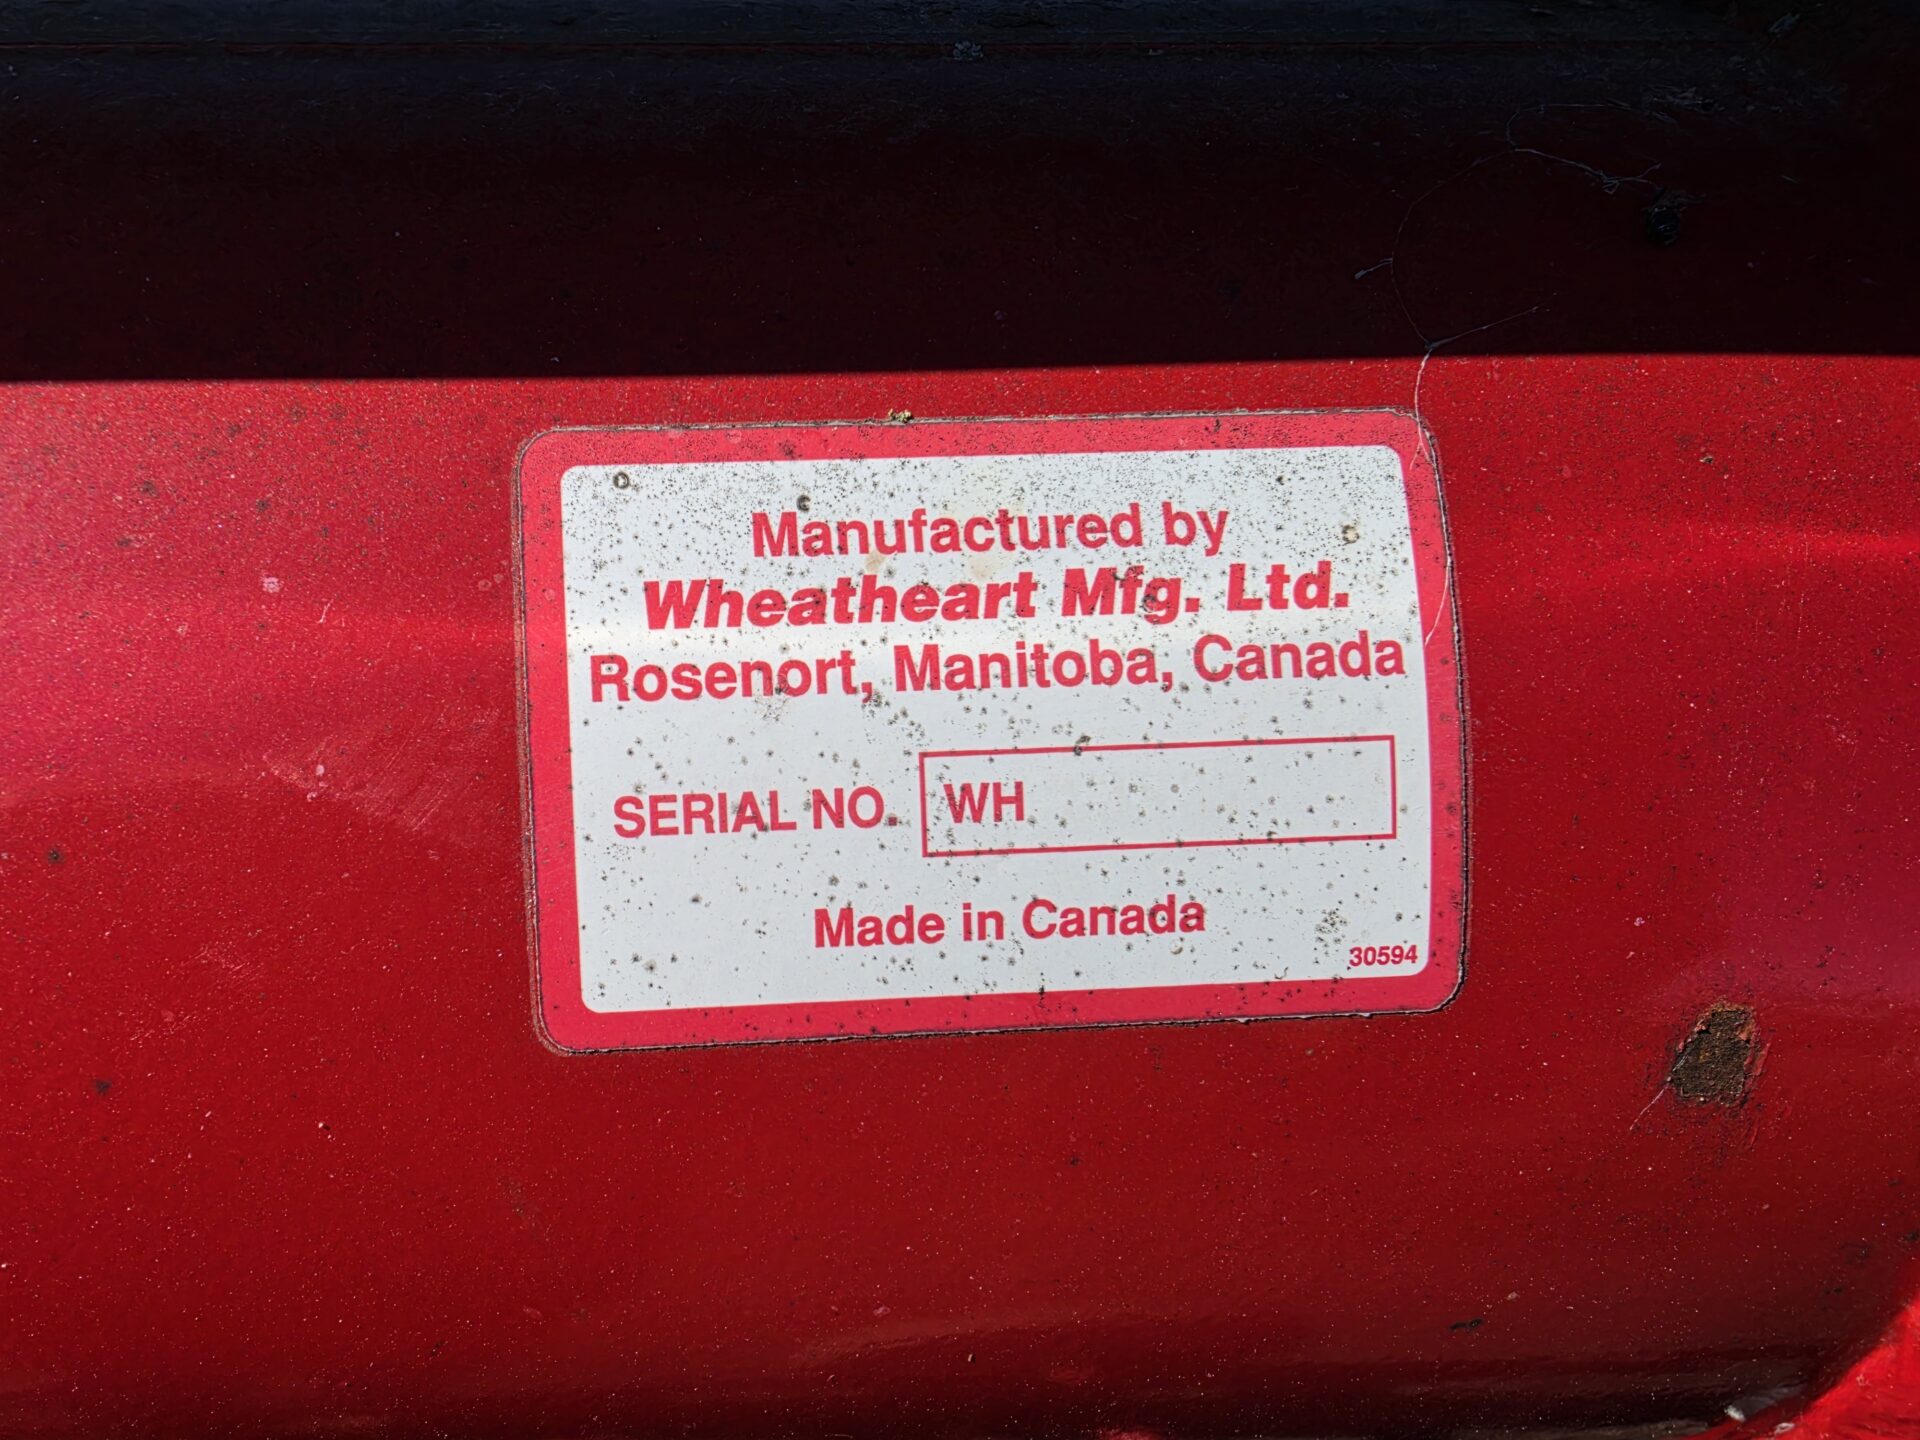 Manufactured by
Wheatheart Mfg. Ltd.
Rosenort, Manitoba, Canada
SERIAL NO. WH
Made in Canada
30594